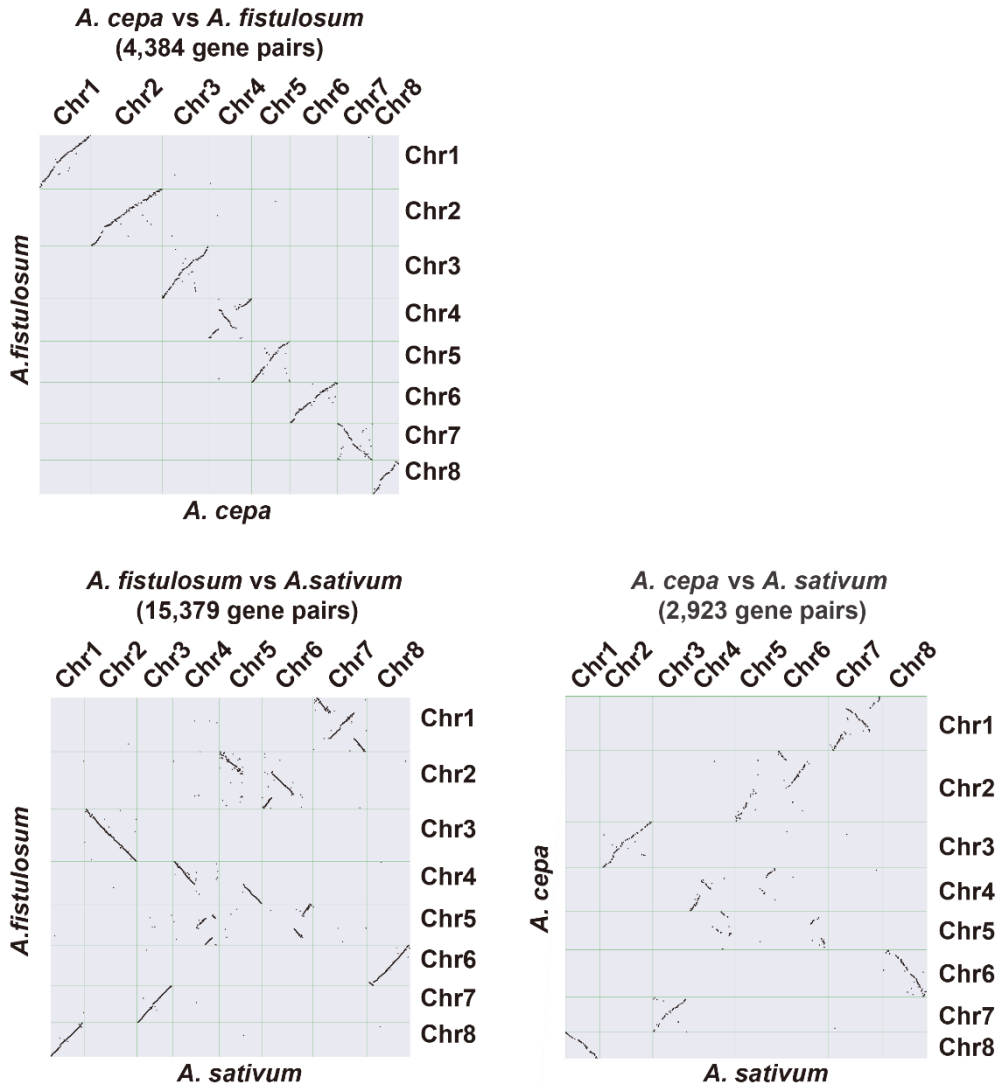 A. cepa vs A. fistulosum
(4,384 gene pairs)
Chr1 Chr2 Chr3 Chr4 Chr5 Chr6 Chr7 Chr8
Chr1
Chr2
Chr3
Chr4
Chr5
Chr6
Chr7
Chr8
A.fistulosum
A. cepa
A. fistulosum vs A.sativum
(15,379 gene pairs)
Chr1 Chr2 Chr3 Chr4 Chr5 Chr6 Chr7 Chr8
Chr1
Chr2
Chr3
Chr4
Chr5
Chr6
Chr7
Chr8
A.fistulosum
A. sativum
A. cepa vs A. sativum
(2,923 gene pairs)
Chr1 Chr2 Chr3 Chr4 Chr5 Chr6 Chr7 Chr8
Chr1
Chr2
Chr3
Chr4
Chr5
Chr6
Chr7
Chr8
A. cepa
A. sativum